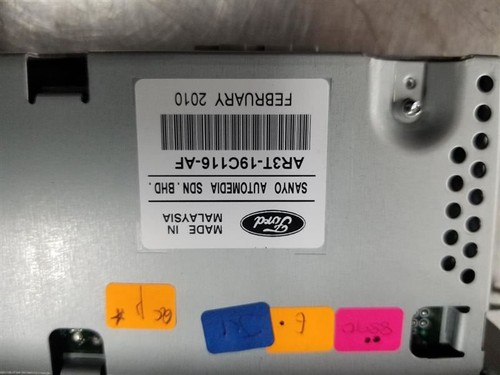 Ford
MADE IN
MALAYSIA
SANYO AUTOMEDIA SDN. BHD.
AR3T-19C116-AF
FEBRUARY 2010